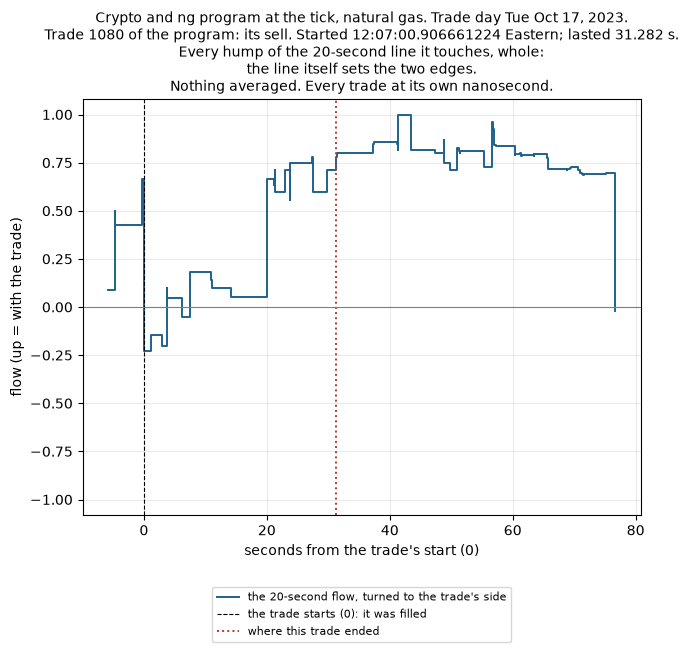 Crypto and ng program at the tick, natural gas. Trade day Tue Oct 17, 2023.
Trade 1080 of the program: its sell. Started 12:07:00.906661224 Eastern; lasted 31.282 s.
Every hump of the 20-second line it touches, whole:
the line itself sets the two edges.
Nothing averaged. Every trade at its own nanosecond.
1.00
0.75
0.50
0.25
0.00
−0.25
−0.50
−0.75
−1.00
flow (up = with the trade)
0 20 40 60 80
seconds from the trade's start (0)
the 20-second flow, turned to the trade's side
the trade starts (0): it was filled
where this trade ended